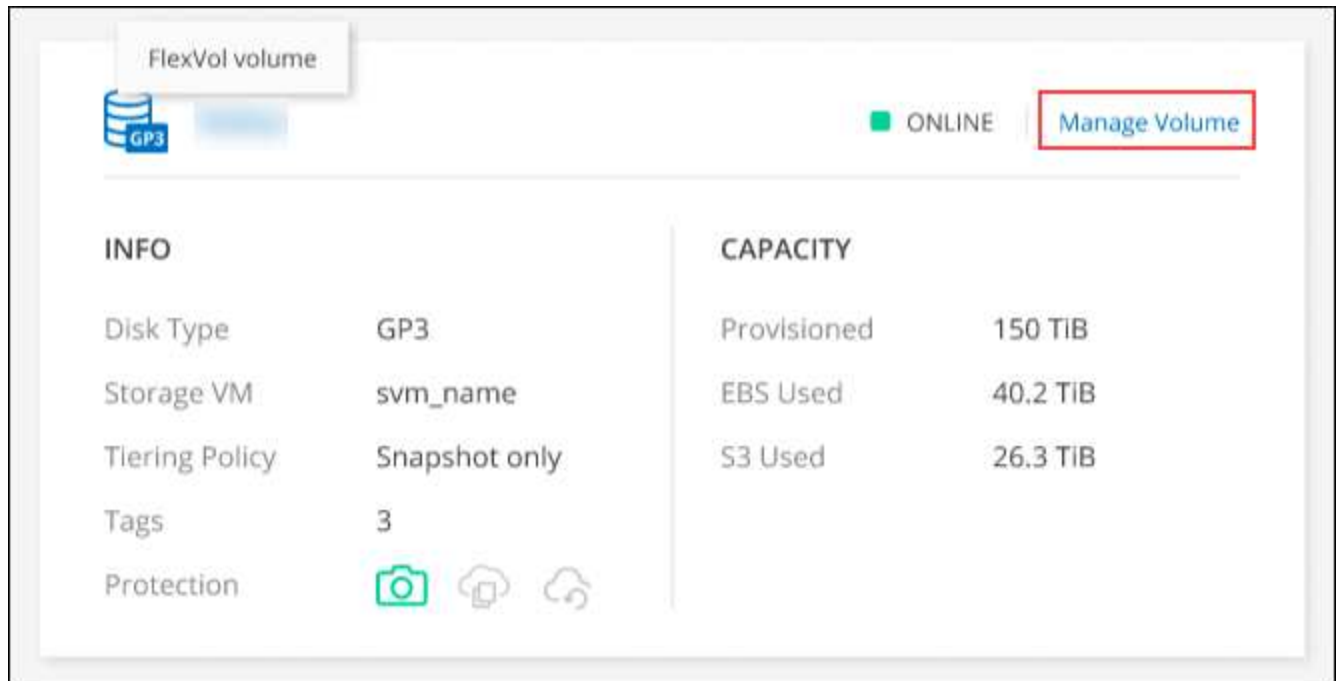 FlexVol volume
GP3
ONLINE
Manage Volume
INFO
Disk Type GP3
Storage VM svm_name
Tiering Policy Snapshot only
Tags 3
Protection
CAPACITY
Provisioned 150 TiB
EBS Used 40.2 TiB
S3 Used 26.3 TiB